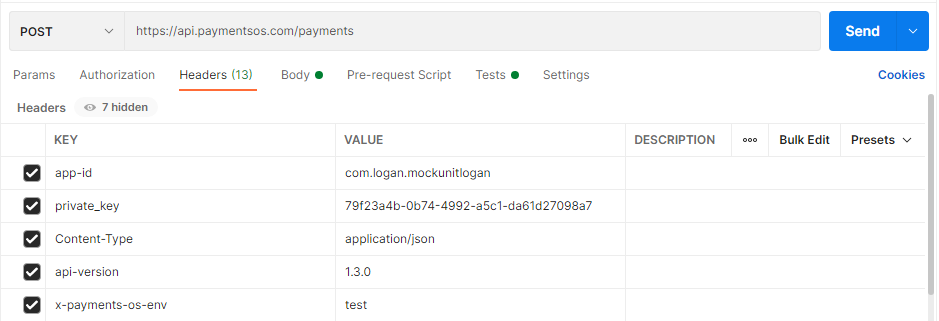 POST https://api.paymentsos.com/payments Send
Params Authorization Headers (13) Body Pre-request Script Tests Settings Cookies
Headers 7 hidden
KEY VALUE DESCRIPTION ooo Bulk Edit Presets
app-id com.logan.mockunitlogan
private_key 79f23a4b-0b74-4992-a5c1-da61d27098a7
Content-Type application/json
api-version 1.3.0
x-payments-os-env test